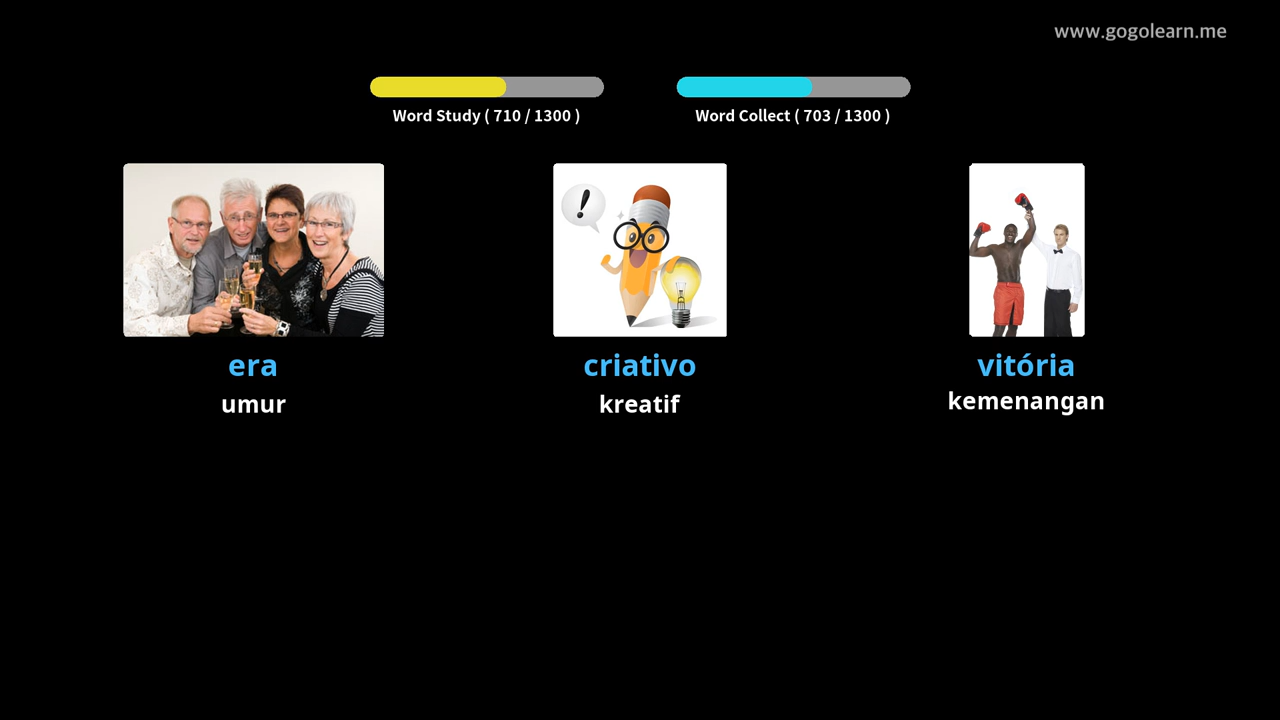 www.gogolearn.me
Word Study ( 710 / 1300 )
Word Collect ( 703 / 1300 )
!
era
criativo
vitória
umur
kreatif
kemenangan